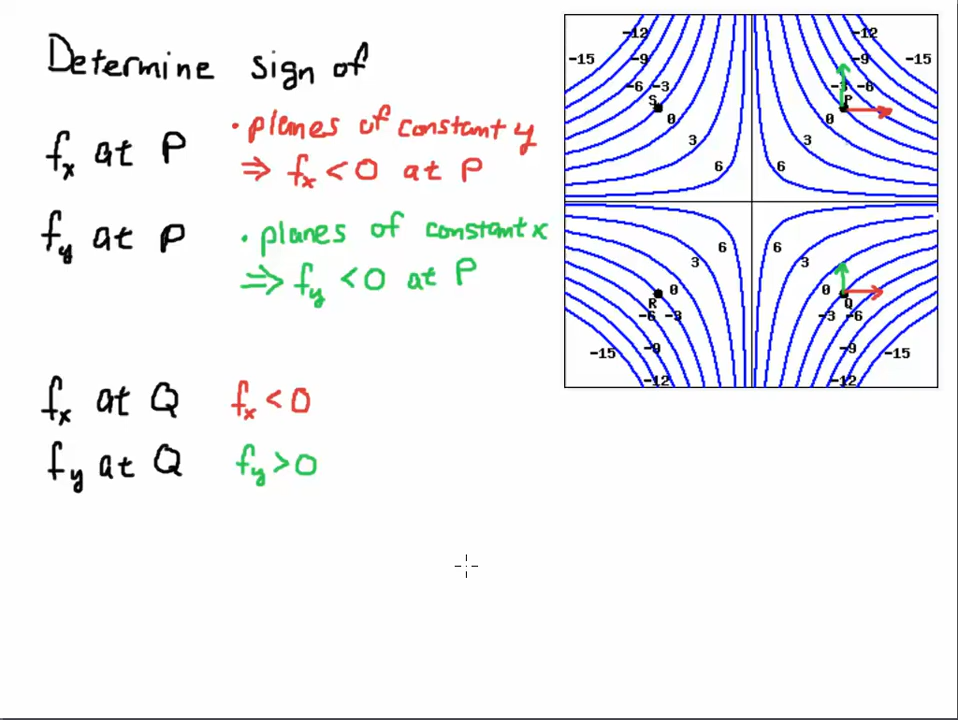 Determine sign of
fx at P
• planes of constant y
⇒ fx < 0 at P
fy at P
• planes of constant x
⇒ fy < 0 at P
fx at Q fx < 0
fy at Q fy > 0
-12 -12
-15 -9 -9 -15
-6 -3 -3 -6
S P
0 0
3 3
6 6
6 6
3 3
0 0
R Q
-6 -3 -3 -6
-15 -9 -9 -15
-12 -12